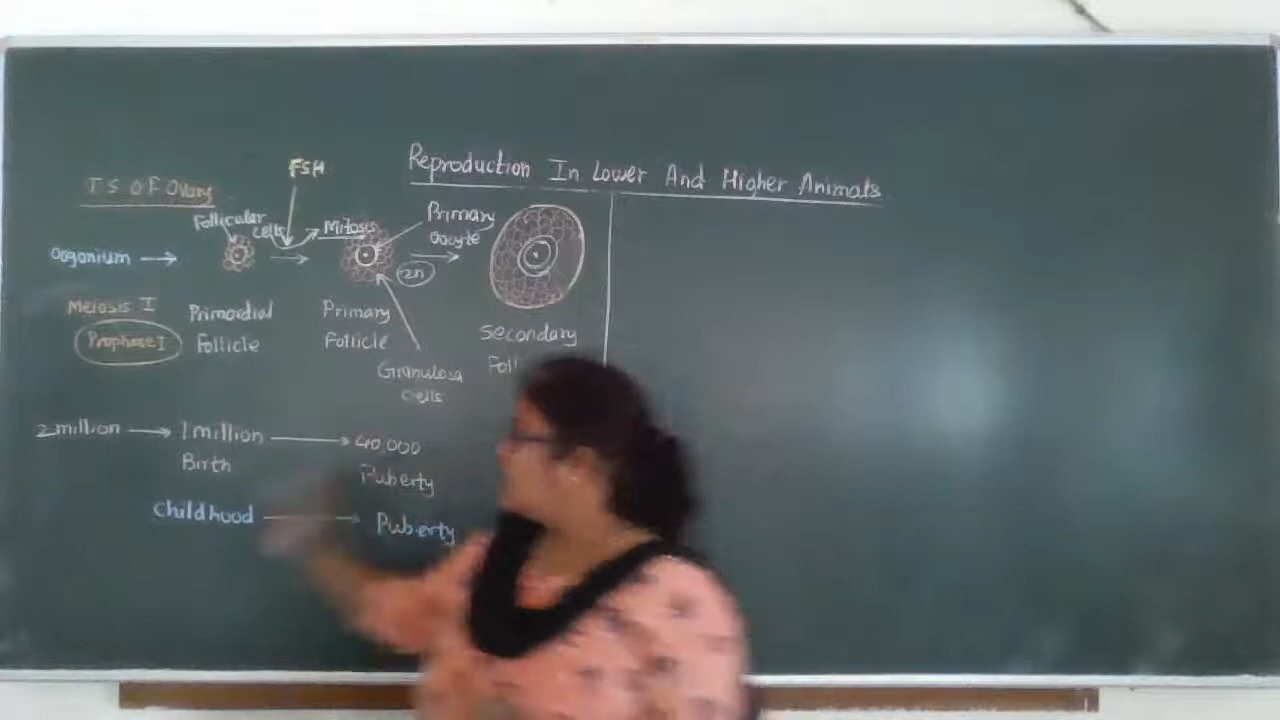 Reproduction In Lower And Higher Animals
T S OF Ovary
FSH
Follicular
cells
Mitosis
Primary
oocyte
Oogonium
2n
Meiosis I
Prophase I
Primordial
Follicle
Primary
Follicle
Secondary
Foll
Granulosa
cells
2 million
1 million
40,000
Birth
Puberty
Childhood
Puberty